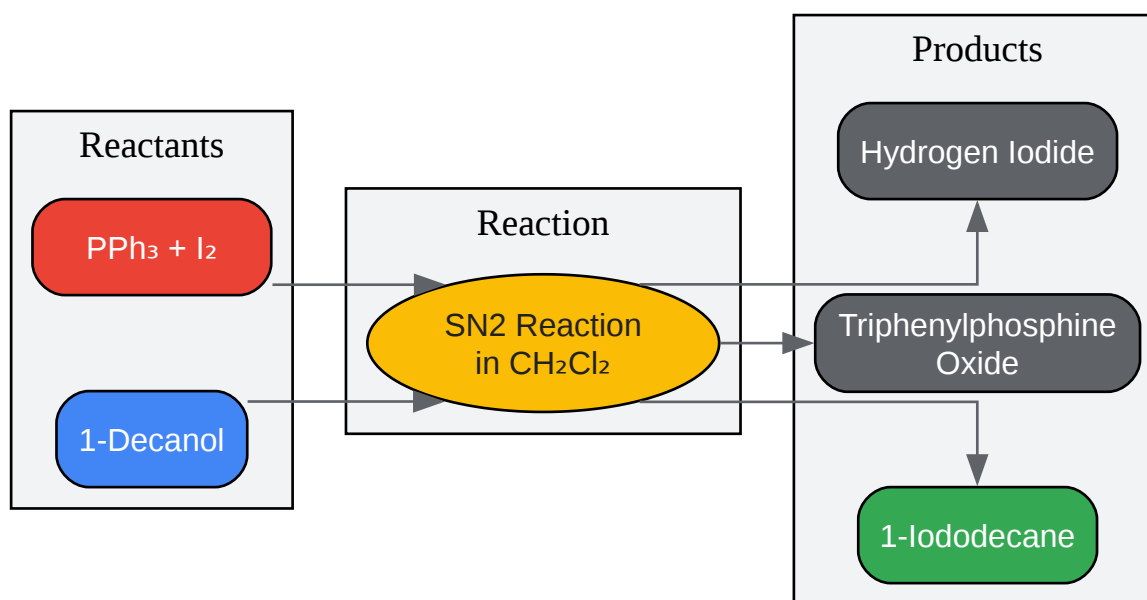 Reactants
PPh₃ + I₂
1-Decanol
Reaction
SN2 Reaction
in CH₂Cl₂
Products
Hydrogen Iodide
Triphenylphosphine
Oxide
1-Iododecane